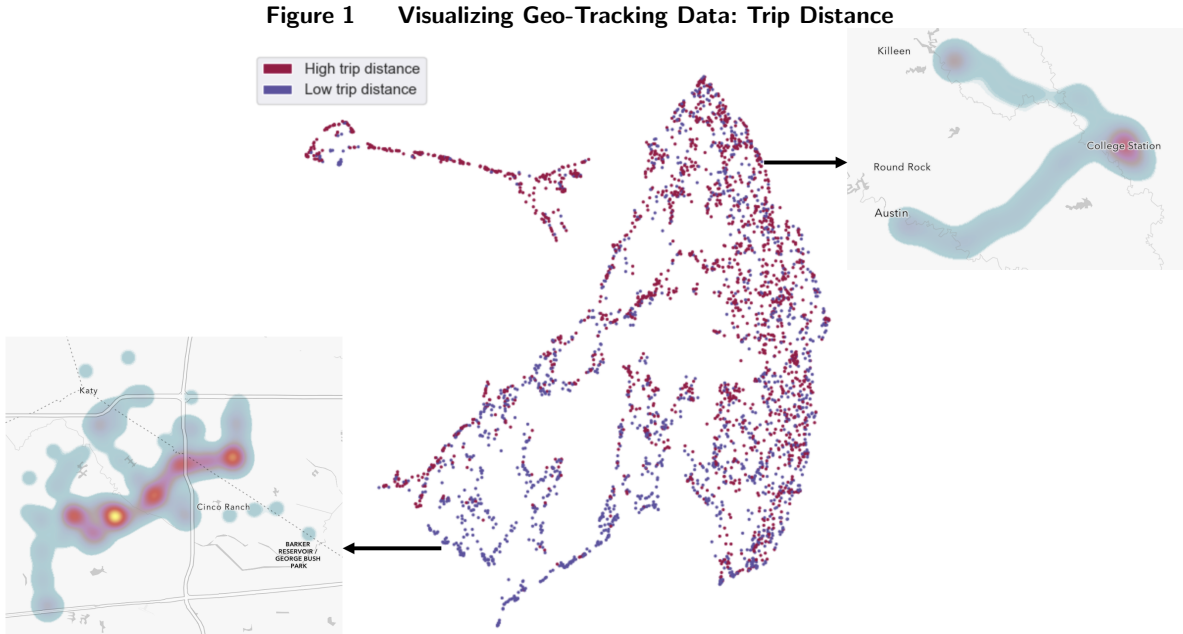 Figure 1 Visualizing Geo-Tracking Data: Trip Distance
High trip distance
Low trip distance
Killeen
College Station
Round Rock
Austin
Katy
Cinco Ranch
BARKER
RESERVOIR /
GEORGE BUSH
PARK